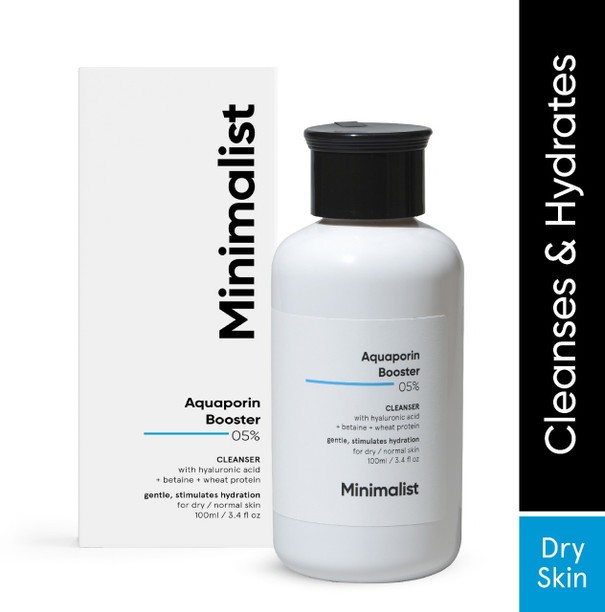 Minimalist
Aquaporin
Booster
05%
CLEANSER
with hyaluronic acid
+ betaine + wheat protein
gentle, stimulates hydration
for dry / normal skin
100ml / 3.4 fl oz
Aquaporin
Booster
05%
CLEANSER
with hyaluronic acid
+ betaine + wheat protein
gentle, stimulates hydration
for dry / normal skin
100ml / 3.4 fl oz
Minimalist
Cleanses & Hydrates
Dry
Skin